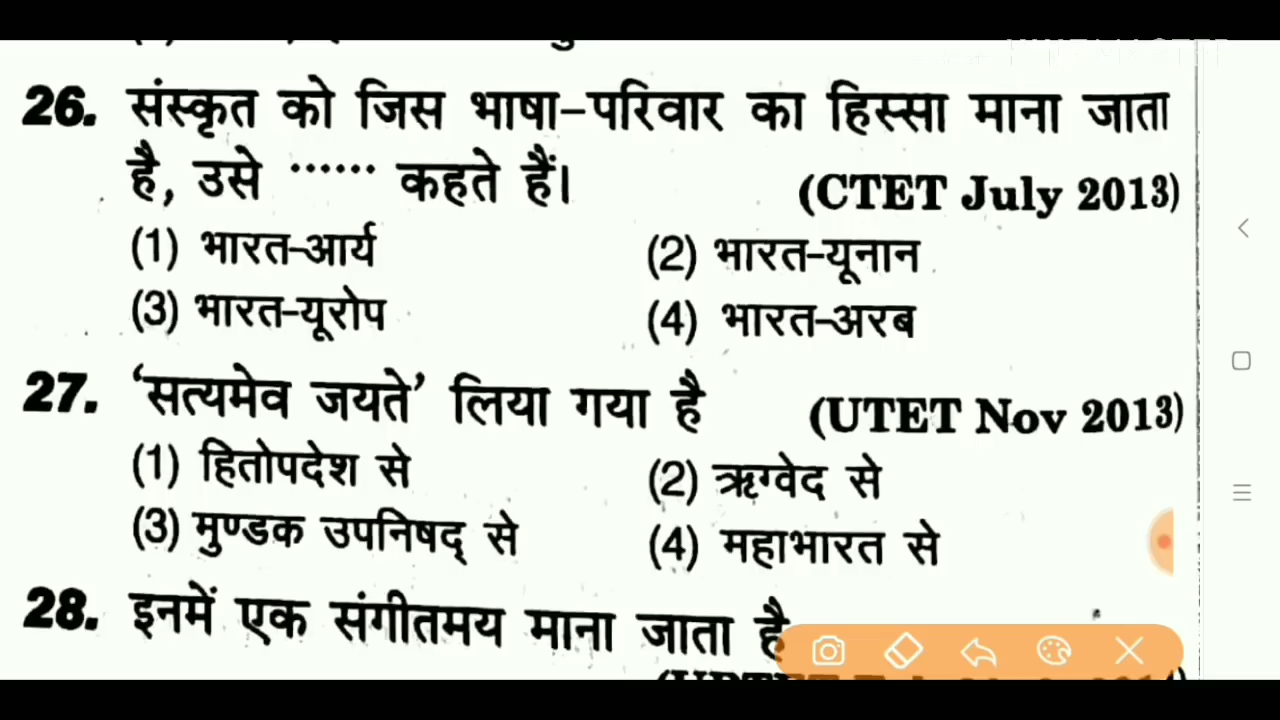 26. संस्कृत को जिस भाषा-परिवार का हिस्सा माना जाता
है, उसे ...... कहते हैं। (CTET July 2013)
(1) भारत-आर्य (2) भारत-यूनान
(3) भारत-यूरोप (4) भारत-अरब
27. 'सत्यमेव जयते' लिया गया है (UTET Nov 2013)
(1) हितोपदेश से (2) ऋग्वेद से
(3) मुण्डक उपनिषद् से (4) महाभारत से
28. इनमें एक संगीतमय माना जाता है